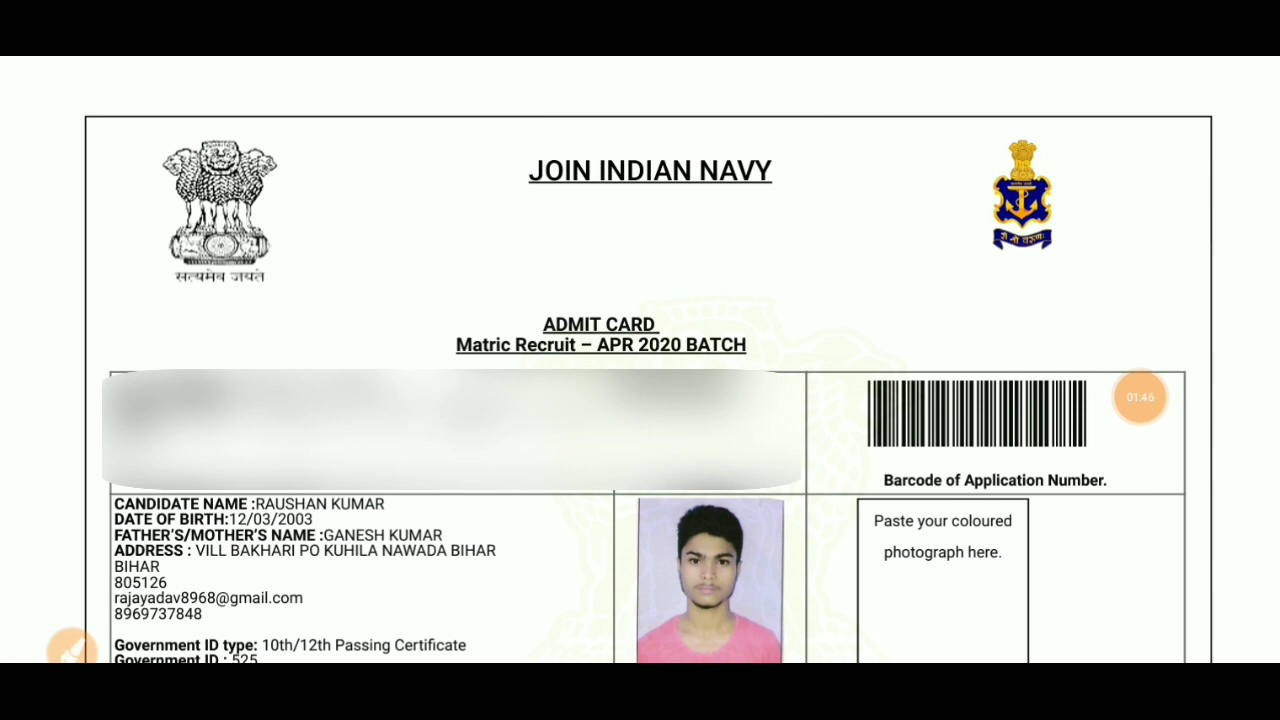 JOIN INDIAN NAVY
सत्यमेव जयते
ADMIT CARD
Matric Recruit – APR 2020 BATCH
01:46
Barcode of Application Number.
CANDIDATE NAME :RAUSHAN KUMAR
DATE OF BIRTH:12/03/2003
FATHER'S/MOTHER'S NAME :GANESH KUMAR
ADDRESS : VILL BAKHARI PO KUHILA NAWADA BIHAR
BIHAR
805126
rajayadav8968@gmail.com
8969737848
Government ID type: 10th/12th Passing Certificate
Government ID : 525
Paste your coloured
photograph here.